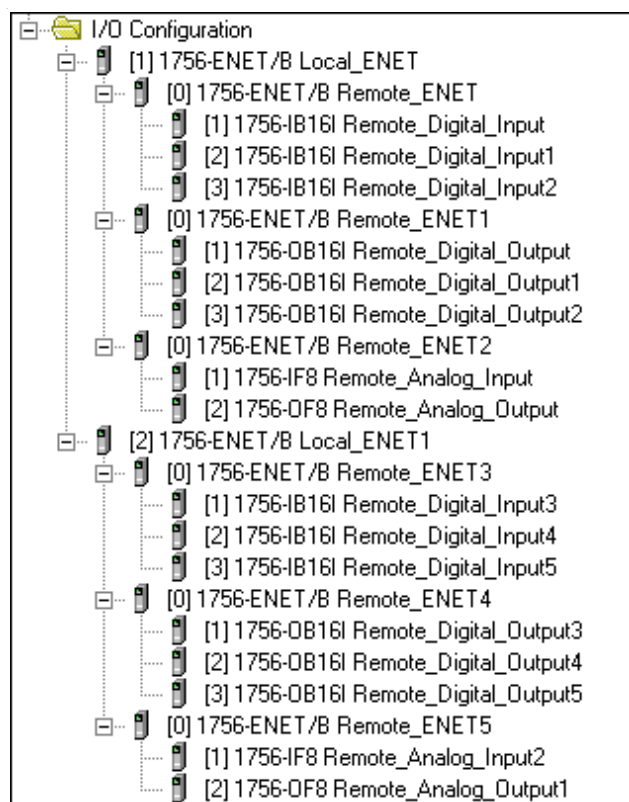 I/O Configuration
[1] 1756-ENET/B Local_ENET
[0] 1756-ENET/B Remote_ENET
[1] 1756-IB16I Remote_Digital_Input
[2] 1756-IB16I Remote_Digital_Input1
[3] 1756-IB16I Remote_Digital_Input2
[0] 1756-ENET/B Remote_ENET1
[1] 1756-OB16I Remote_Digital_Output
[2] 1756-OB16I Remote_Digital_Output1
[3] 1756-OB16I Remote_Digital_Output2
[0] 1756-ENET/B Remote_ENET2
[1] 1756-IF8 Remote_Analog_Input
[2] 1756-OF8 Remote_Analog_Output
[2] 1756-ENET/B Local_ENET1
[0] 1756-ENET/B Remote_ENET3
[1] 1756-IB16I Remote_Digital_Input3
[2] 1756-IB16I Remote_Digital_Input4
[3] 1756-IB16I Remote_Digital_Input5
[0] 1756-ENET/B Remote_ENET4
[1] 1756-OB16I Remote_Digital_Output3
[2] 1756-OB16I Remote_Digital_Output4
[3] 1756-OB16I Remote_Digital_Output5
[0] 1756-ENET/B Remote_ENET5
[1] 1756-IF8 Remote_Analog_Input2
[2] 1756-OF8 Remote_Analog_Output1